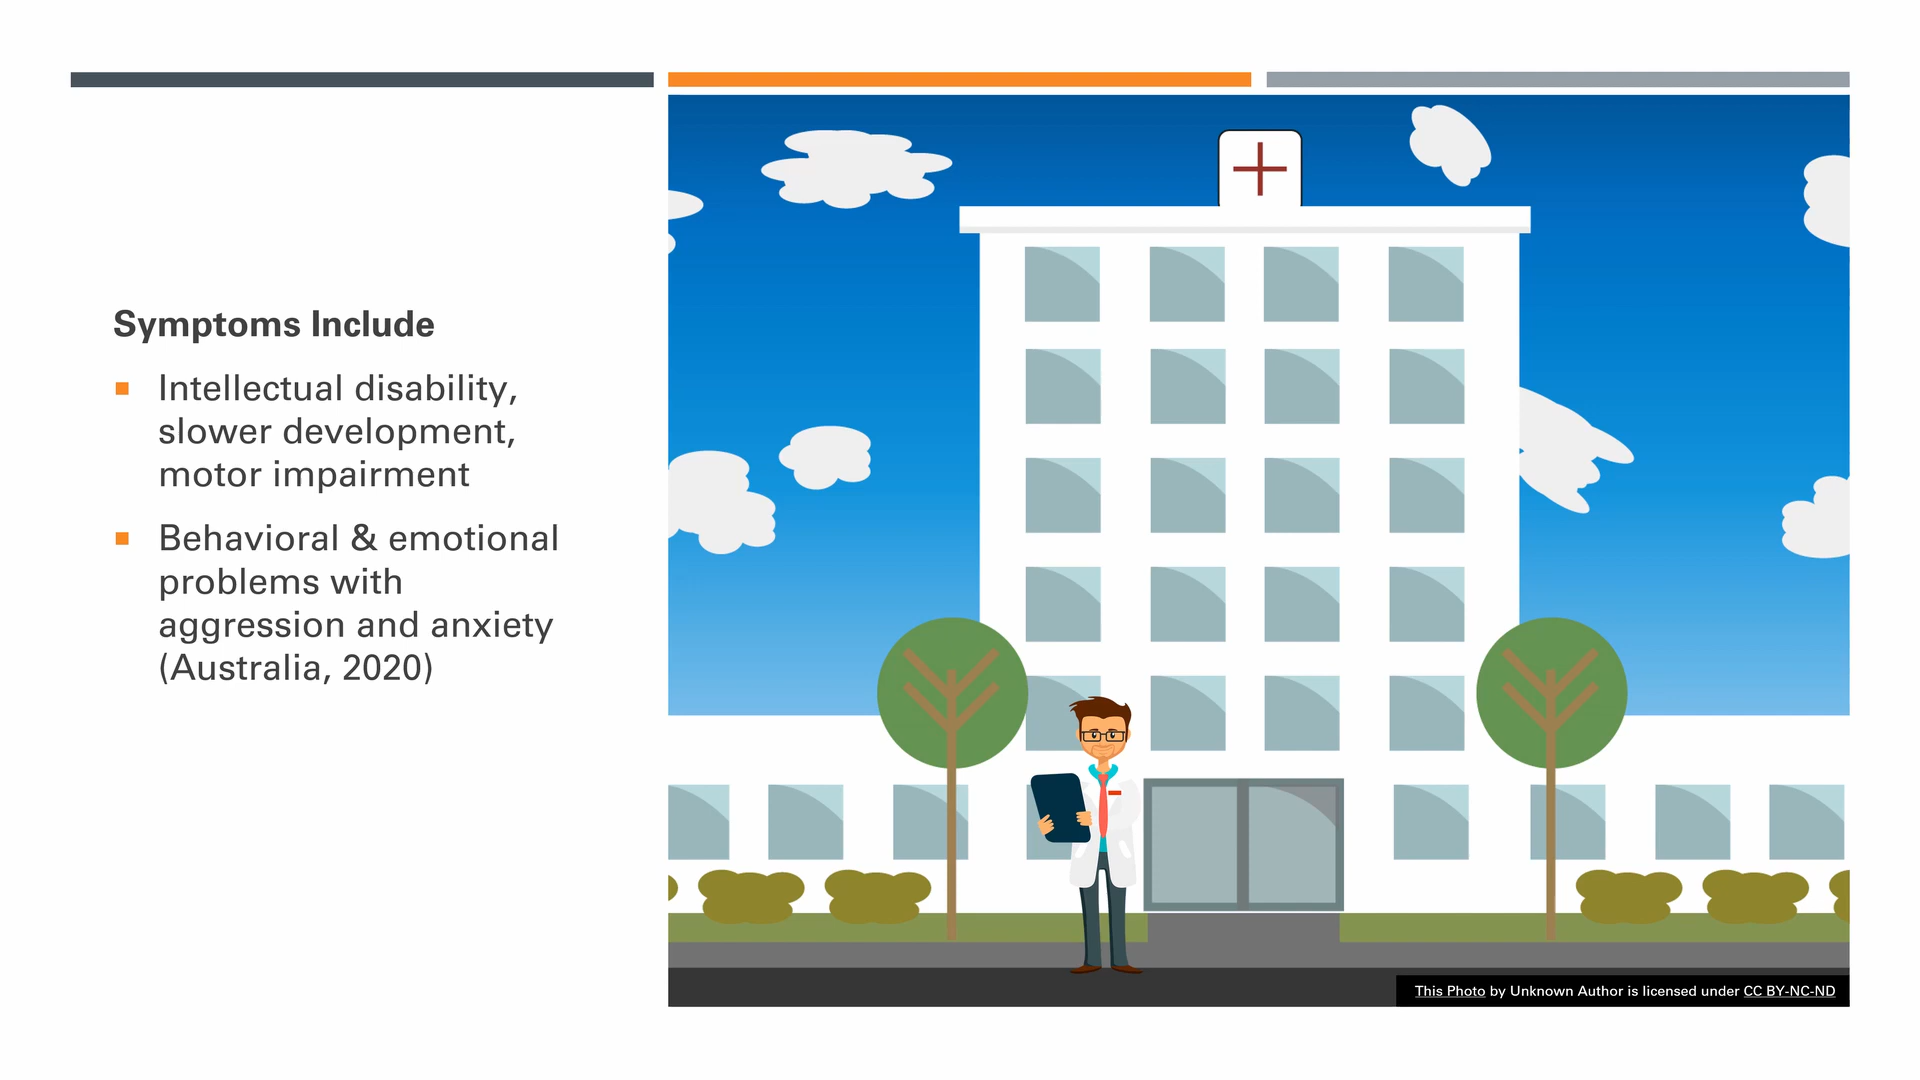 Symptoms Include
Intellectual disability,
slower development,
motor impairment
Behavioral & emotional
problems with
aggression and anxiety
(Australia, 2020)
This Photo by Unknown Author is licensed under CC BY-NC-ND